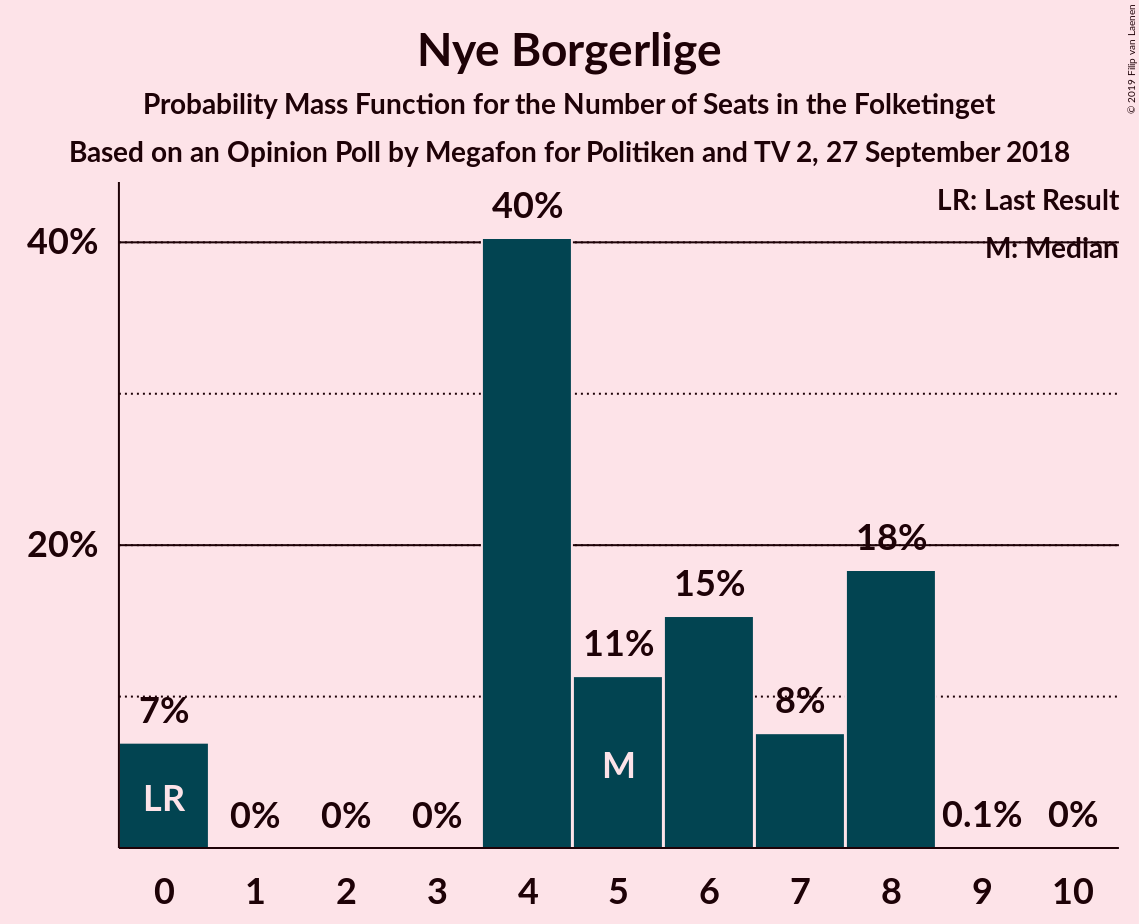 Nye Borgerlige
Probability Mass Function for the Number of Seats in the Folketinget
Based on an Opinion Poll by Megafon for Politiken and TV 2, 27 September 2018
© 2019 Filip van Laenen
LR: Last Result
M: Median
40%
20%
7%
0%
0%
0%
40%
11%
15%
8%
18%
0.1%
0%
LR
M
0 1 2 3 4 5 6 7 8 9 10